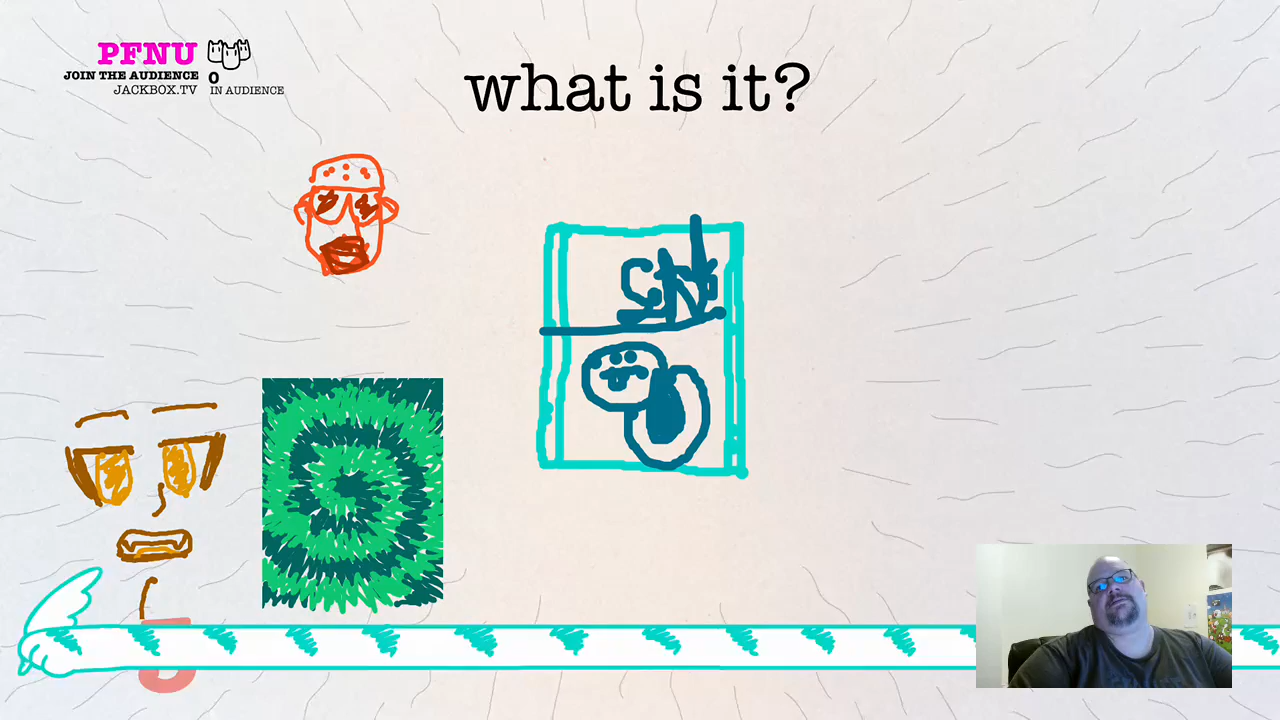 PFNU
JOIN THE AUDIENCE
JACKBOX.TV
0
IN AUDIENCE
what is it?